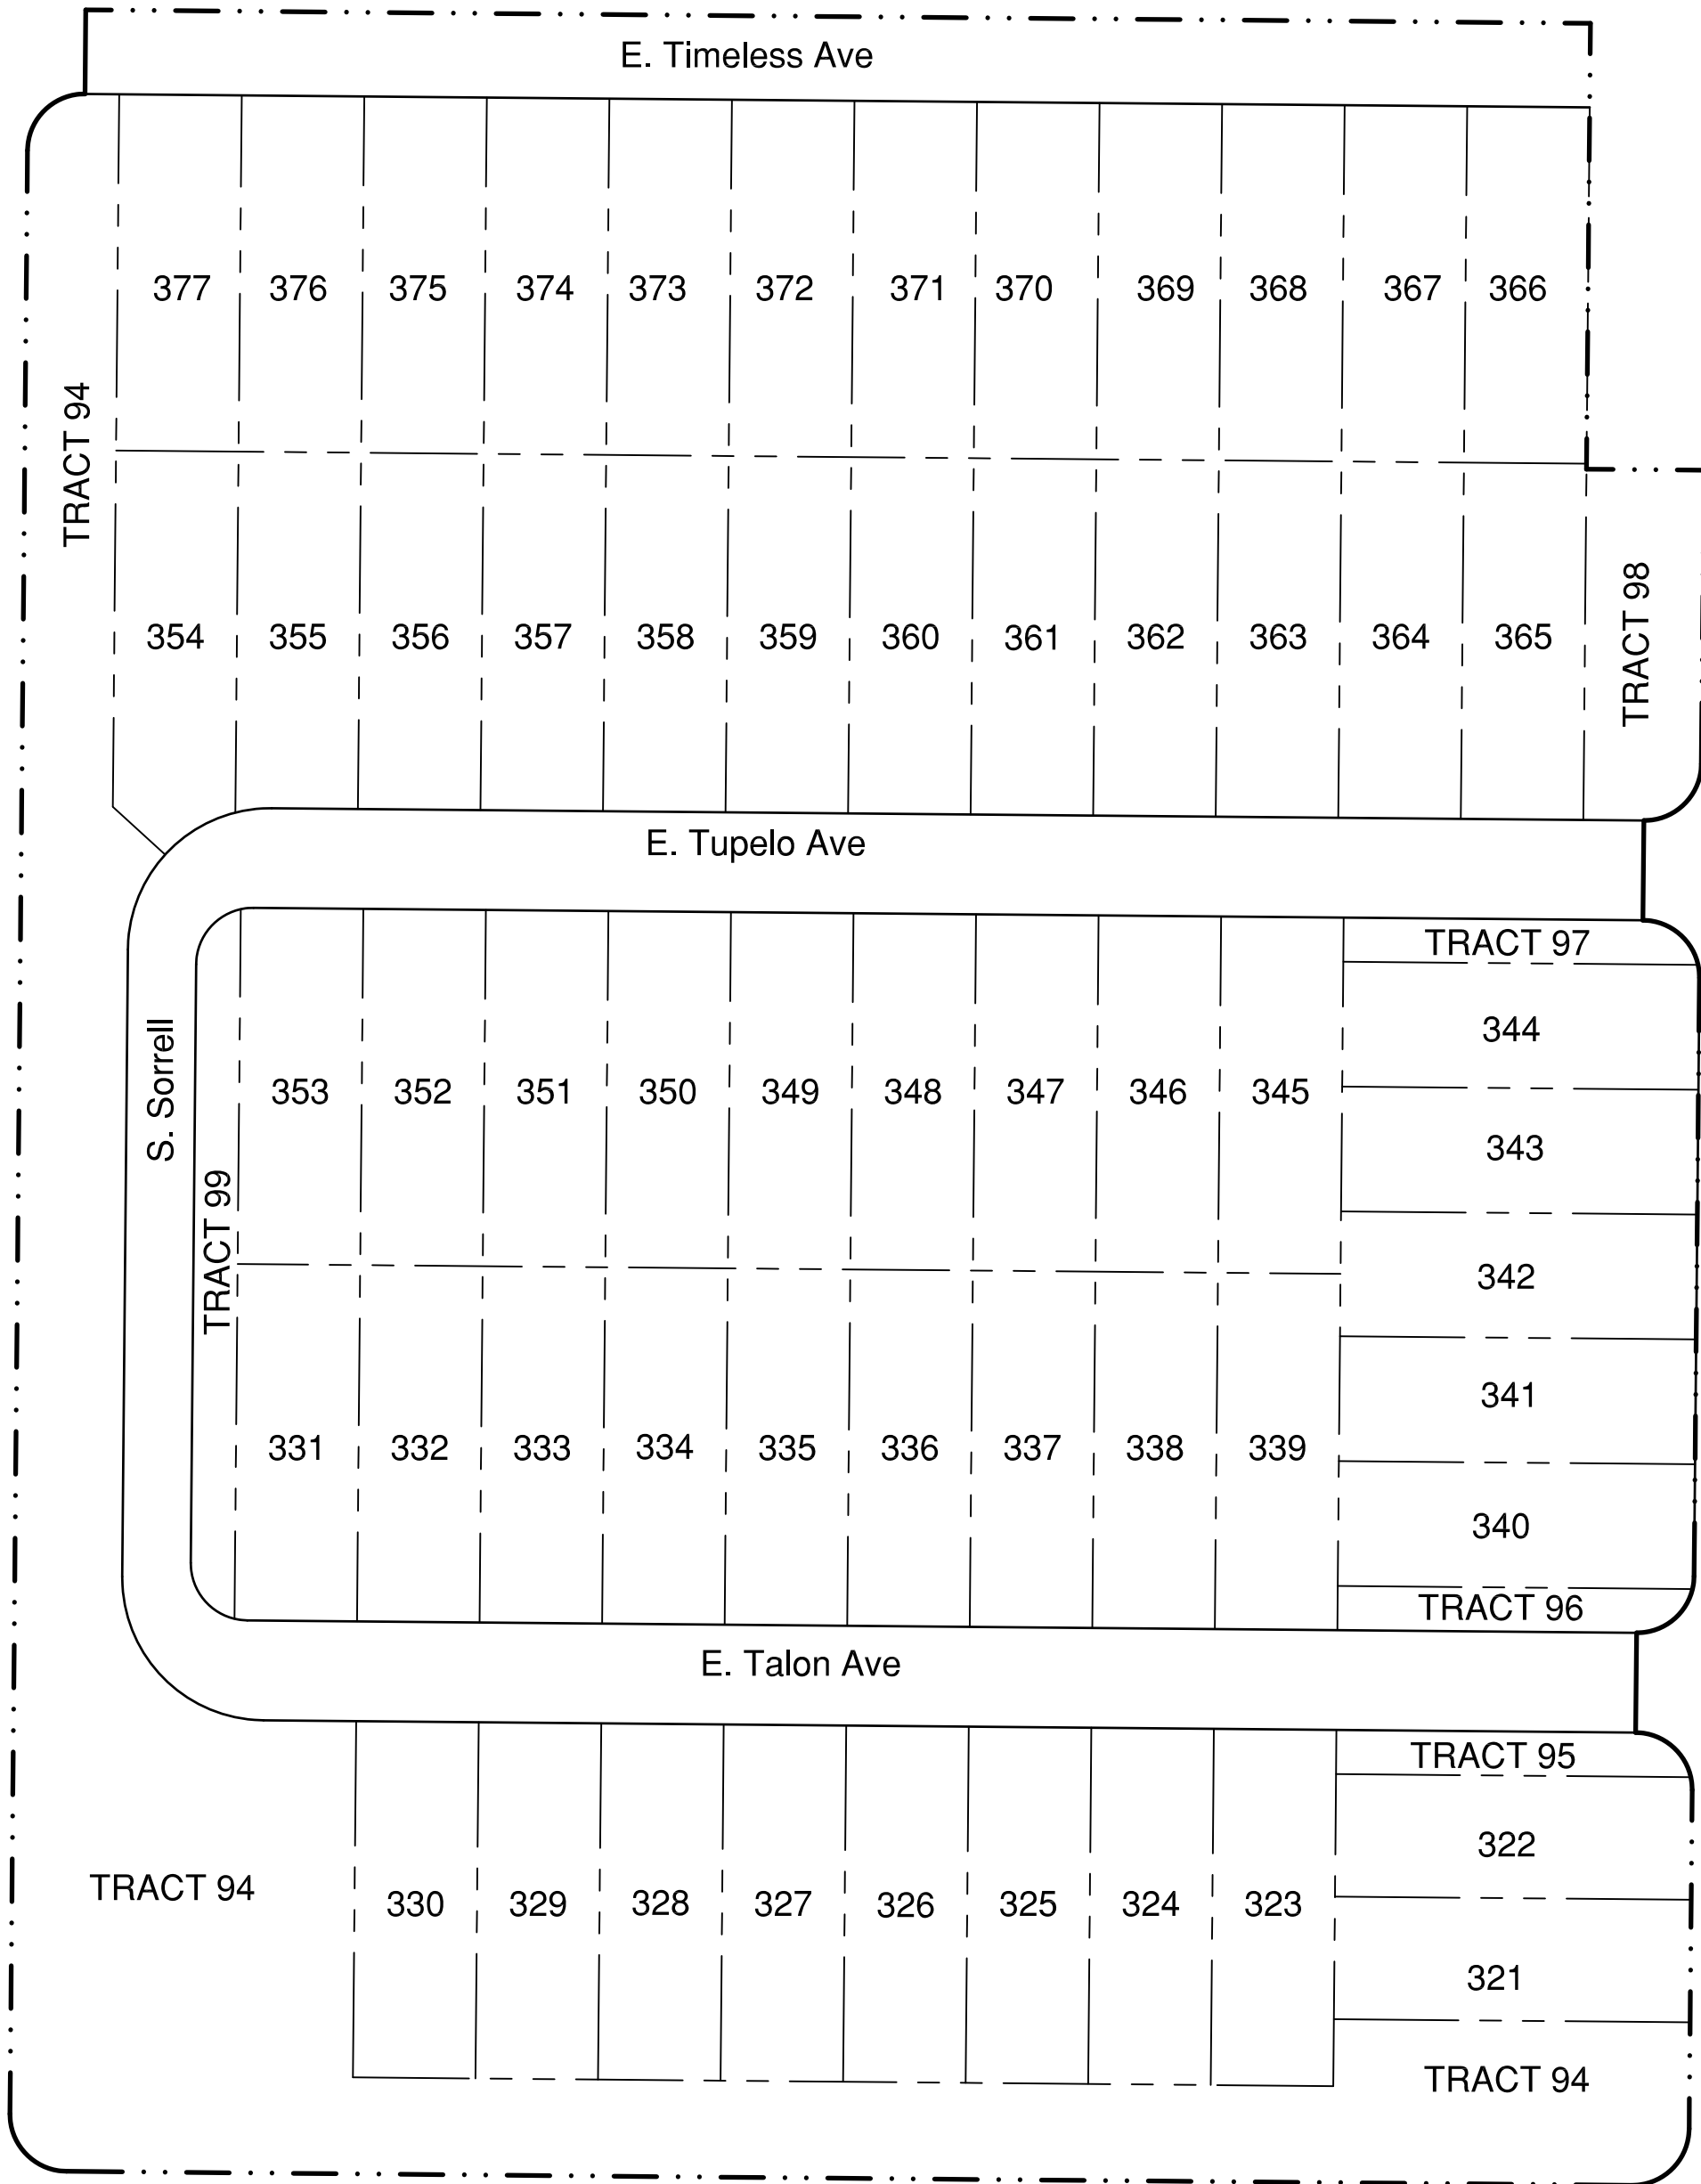 E. Timeless Ave
377 376 375 374 373 372 371 370 369 368 367 366
TRACT 94
354 355 356 357 358 359 360 361 362 363 364 365
TRACT 98
E. Tupelo Ave
TRACT 97
344
S. Sorrell
353 352 351 350 349 348 347 346 345
343
TRACT 99
342
341
331 332 333 334 335 336 337 338 339
340
TRACT 96
E. Talon Ave
TRACT 95
322
TRACT 94
330 329 328 327 326 325 324 323
321
TRACT 94